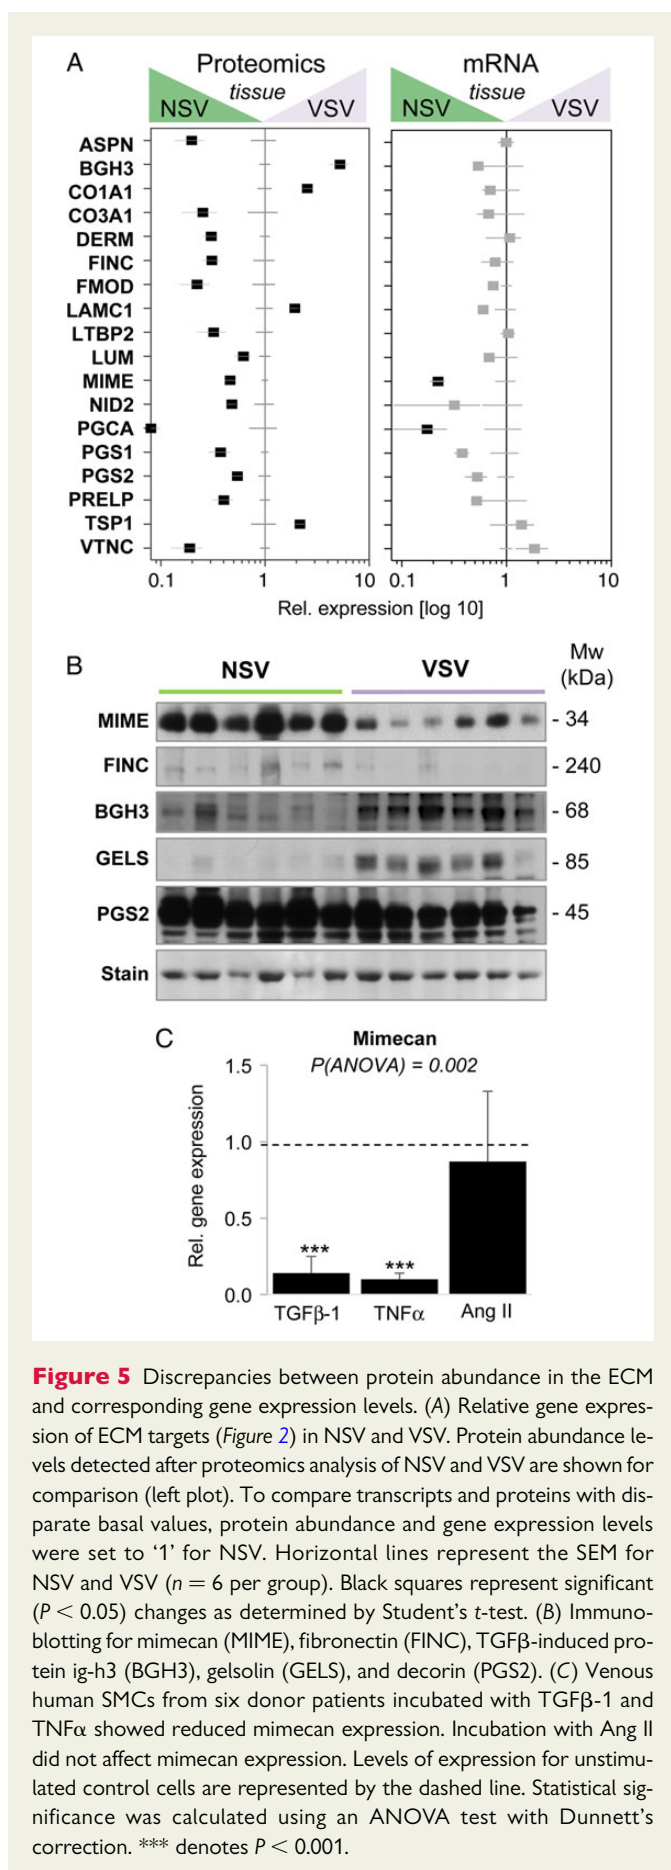 A
Proteomics
tissue
NSV
VSV
mRNA
tissue
NSV
VSV
ASPN
BGH3
CO1A1
CO3A1
DERM
FINC
FMOD
LAMC1
LTBP2
LUM
MIME
NID2
PGCA
PGS1
PGS2
PRELP
TSP1
VTNC
0.1 1 10
0.1 1 10
Rel. expression [log 10]
B
NSV
VSV
Mw
(kDa)
MIME - 34
FINC - 240
BGH3 - 68
GELS - 85
PGS2 - 45
Stain
C
Mimecan
P(ANOVA) = 0.002
Rel. gene expression
1.5
1.0
0.5
0.0
***
***
TGFβ-1 TNFα Ang II
Figure 5 Discrepancies between protein abundance in the ECM
and corresponding gene expression levels. (A) Relative gene expres-
sion of ECM targets (Figure 2) in NSV and VSV. Protein abundance le-
vels detected after proteomics analysis of NSV and VSV are shown for
comparison (left plot). To compare transcripts and proteins with dis-
parate basal values, protein abundance and gene expression levels
were set to ‘1’ for NSV. Horizontal lines represent the SEM for
NSV and VSV (n = 6 per group). Black squares represent significant
(P < 0.05) changes as determined by Student’s t-test. (B) Immuno-
blotting for mimecan (MIME), fibronectin (FINC), TGFβ-induced pro-
tein ig-h3 (BGH3), gelsolin (GELS), and decorin (PGS2). (C) Venous
human SMCs from six donor patients incubated with TGFβ-1 and
TNFα showed reduced mimecan expression. Incubation with Ang II
did not affect mimecan expression. Levels of expression for unstimu-
lated control cells are represented by the dashed line. Statistical sig-
nificance was calculated using an ANOVA test with Dunnett’s
correction. *** denotes P < 0.001.